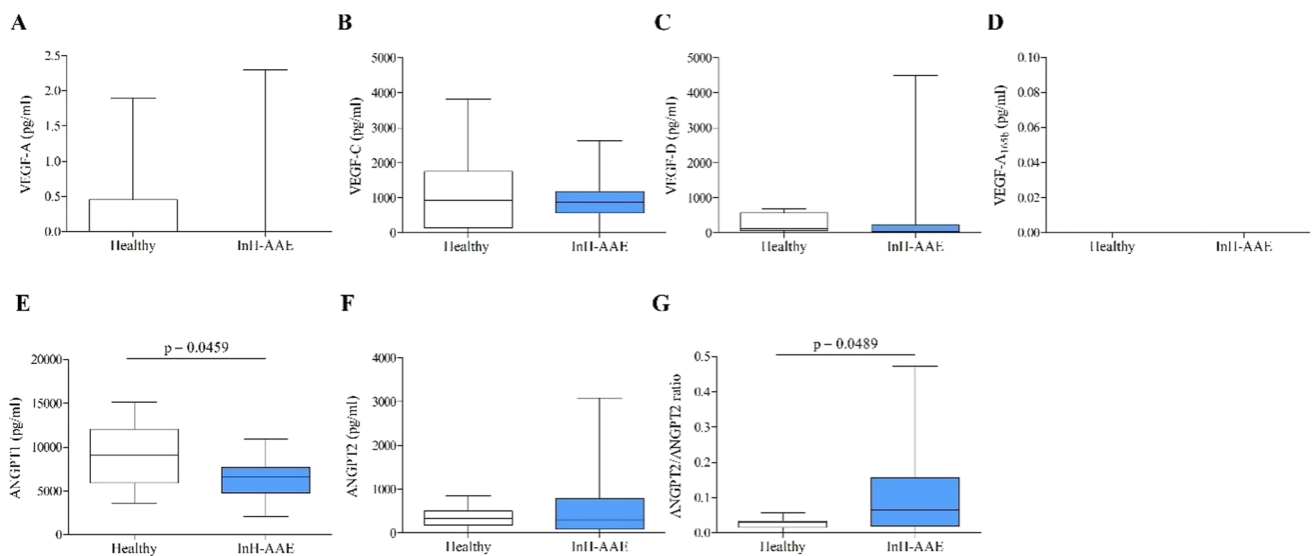 A
B
C
D
VEGF-A (pg/ml)
2.5
2.0
1.5
1.0
0.5
0.0
Healthy
InH-AAE
VEGF-C (pg/ml)
5000
4000
3000
2000
1000
0
Healthy
InH-AAE
VEGF-D (pg/ml)
5000
4000
3000
2000
1000
0
Healthy
InH-AAE
VEGF-A165b (pg/ml)
0.10
0.08
0.06
0.04
0.02
0.00
Healthy
InH-AAE
E
F
G
ANGPT1 (pg/ml)
20000
15000
10000
5000
0
p = 0.0459
Healthy
InH-AAE
ANGPT2 (pg/ml)
4000
3000
2000
1000
0
Healthy
InH-AAE
ANGPT2/ANGPT2 ratio
0.5
0.4
0.3
0.2
0.1
0.0
p = 0.0489
Healthy
InH-AAE